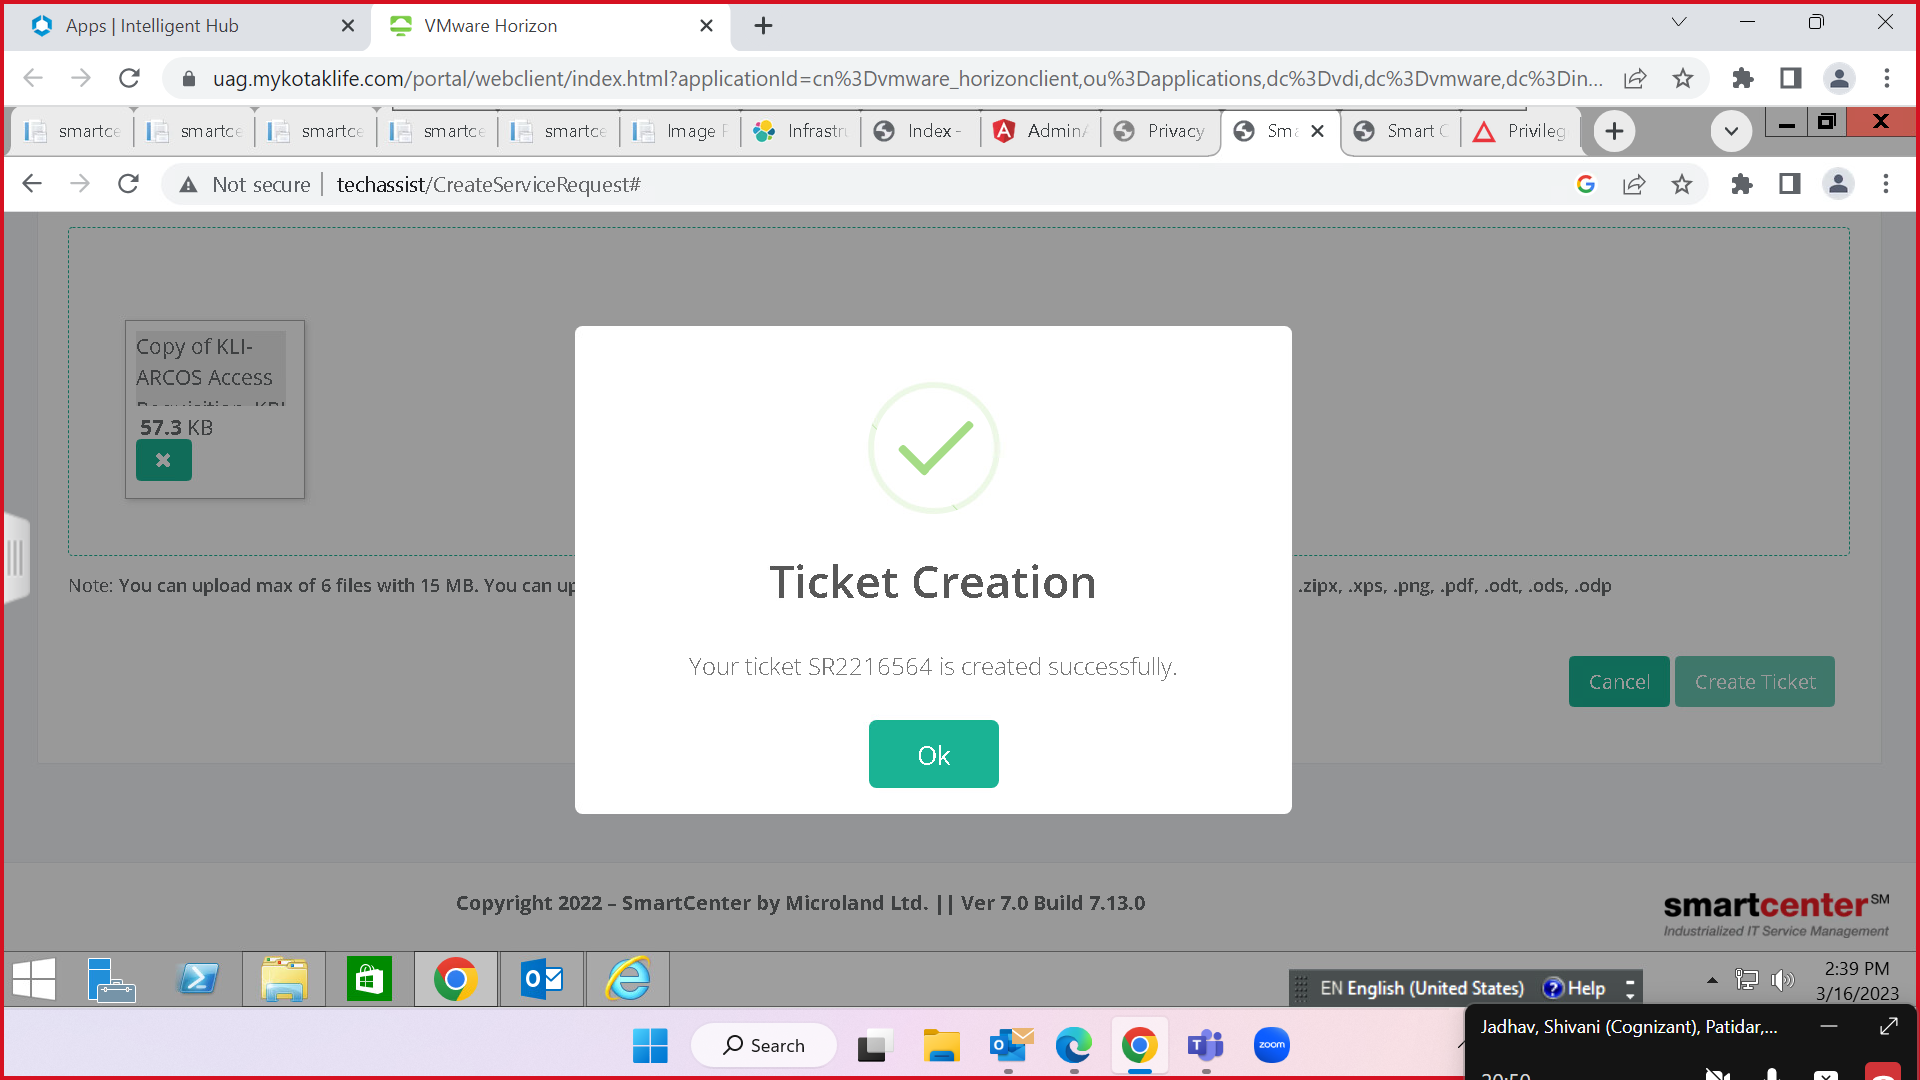 Apps | Intelligent Hub
VMware Horizon
uag.mykotaklife.com/portal/webclient/index.html?applicationId=cn%3Dvmware_horizonclient,ou%3Dapplications,dc%3Dvdi,dc%3Dvmware,dc%3Din...
smartce smartce smartce smartce smartce Image F Infrastru Index - Admin/ Privacy Sma Smart C Privileg
Not secure | techassist/CreateServiceRequest#
Copy of KLI-
ARCOS Access
57.3 KB
Note: You can upload max of 6 files with 15 MB. You can up .zipx, .xps, .png, .pdf, .odt, .ods, .odp
Ticket Creation
Your ticket SR2216564 is created successfully.
Ok
Cancel
Create Ticket
Copyright 2022 – SmartCenter by Microland Ltd. || Ver 7.0 Build 7.13.0
smartcenter SM
Industrialized IT Service Management
EN English (United States) Help
2:39 PM
3/16/2023
Search
zoom
Jadhav, Shivani (Cognizant), Patidar,...